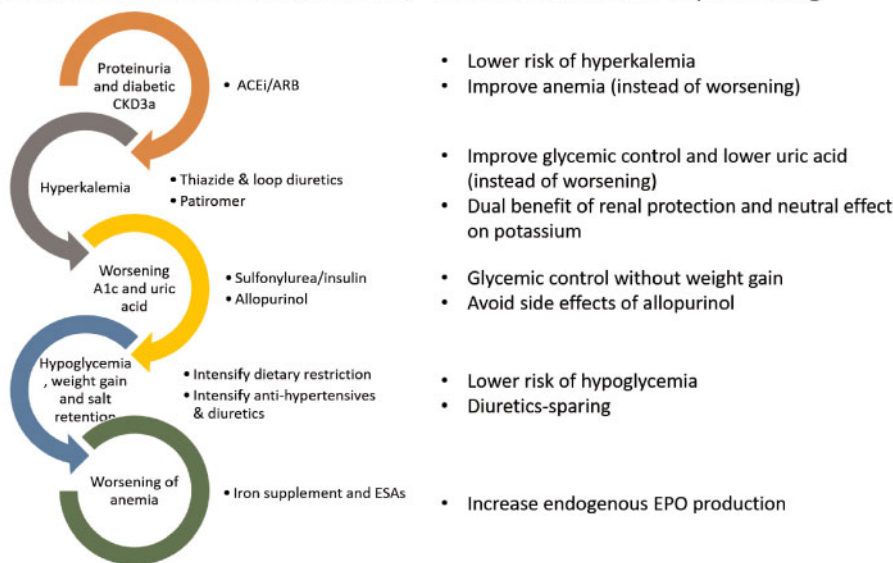 Proteinuria
and diabetic
CKD3a
• ACEi/ARB
• Lower risk of hyperkalemia
• Improve anemia (instead of worsening)
Hyperkalemia
• Thiazide & loop diuretics
• Patiromer
• Improve glycemic control and lower uric acid
(instead of worsening)
• Dual benefit of renal protection and neutral effect
on potassium
Worsening
A1c and uric
acid
• Sulfonylurea/insulin
• Allopurinol
• Glycemic control without weight gain
• Avoid side effects of allopurinol
Hypoglycemia
, weight gain
and salt
retention
• Intensify dietary restriction
• Intensify anti-hypertensives
& diuretics
• Lower risk of hypoglycemia
• Diuretics-sparing
Worsening of
anemia
• Iron supplement and ESAs
• Increase endogenous EPO production